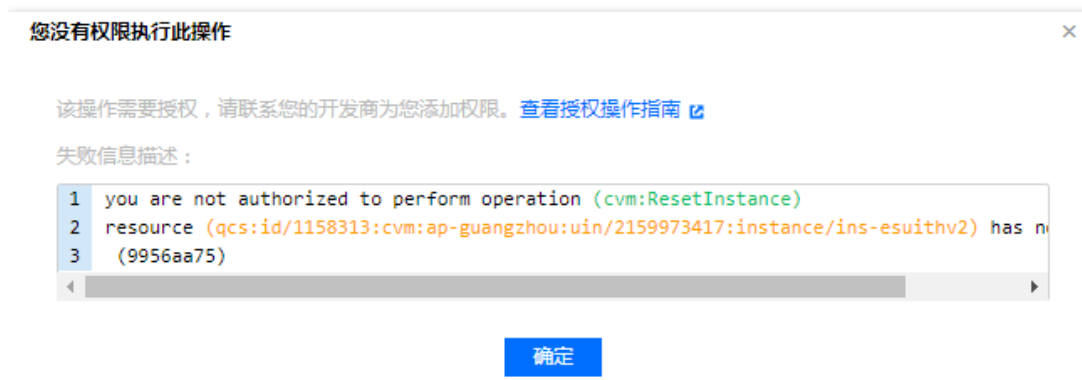 您没有权限执行此操作
该操作需要授权，请联系您的开发商为您添加权限。查看授权操作指南
失败信息描述：
1 you are not authorized to perform operation (cvm:ResetInstance)
2 resource (qcs:id/1158313:cvm:ap-guangzhou:uin/2159973417:instance/ins-esuithv2) has
3 (9956aa75)
确定